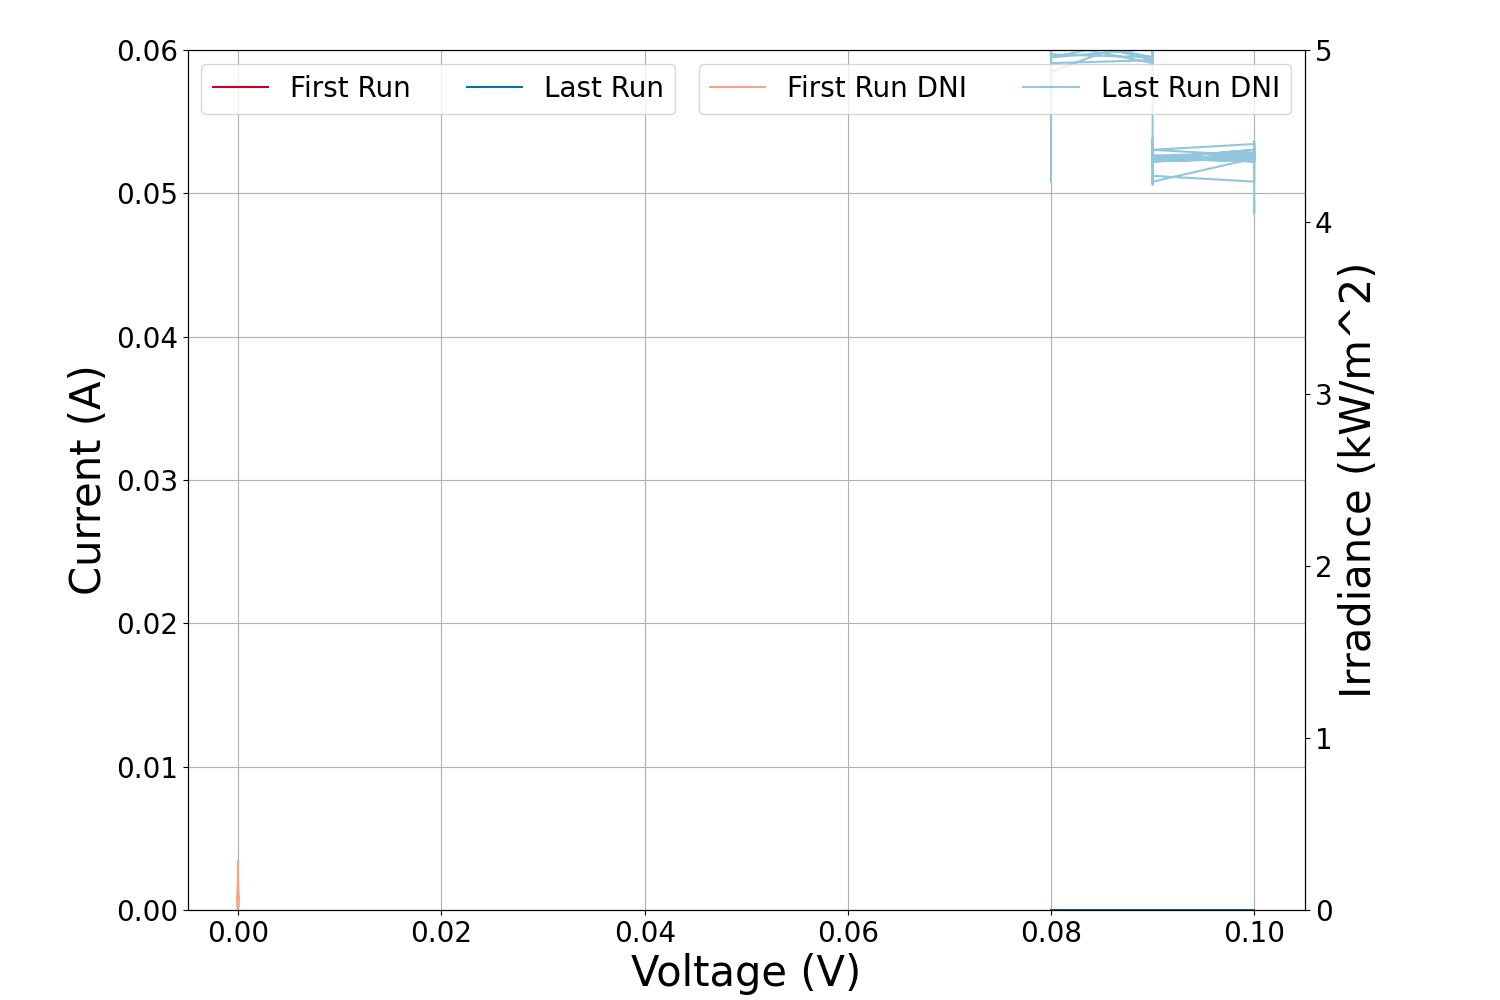 First Run
Last Run
First Run DNI
Last Run DNI
Current (A)
0.06
0.05
0.04
0.03
0.02
0.01
0.00
5
4
3
2
1
0
Irradiance (kW/m^2)
0.00 0.02 0.04 0.06 0.08 0.10
Voltage (V)